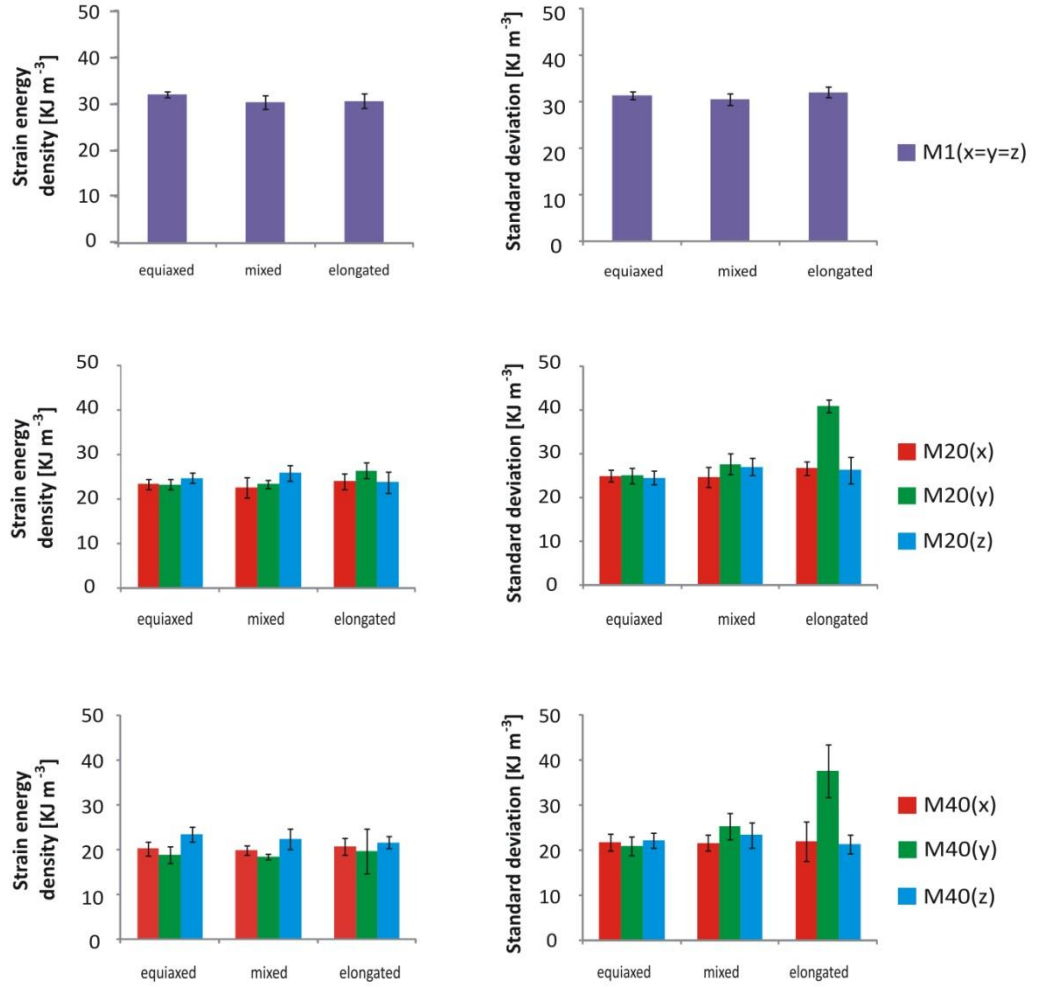 Strain energy
density [KJ m-3]
50
40
30
20
10
0
equiaxed mixed elongated
Standard deviation [KJ m-3]
50
40
30
20
10
0
equiaxed mixed elongated
M1(x=y=z)
Strain energy
density [KJ m-3]
50
40
30
20
10
0
equiaxed mixed elongated
Standard deviation [KJ m-3]
50
40
30
20
10
0
equiaxed mixed elongated
M20(x)
M20(y)
M20(z)
Strain energy
density [KJ m-3]
50
40
30
20
10
0
equiaxed mixed elongated
Standard deviation [KJ m-3]
50
40
30
20
10
0
equiaxed mixed elongated
M40(x)
M40(y)
M40(z)